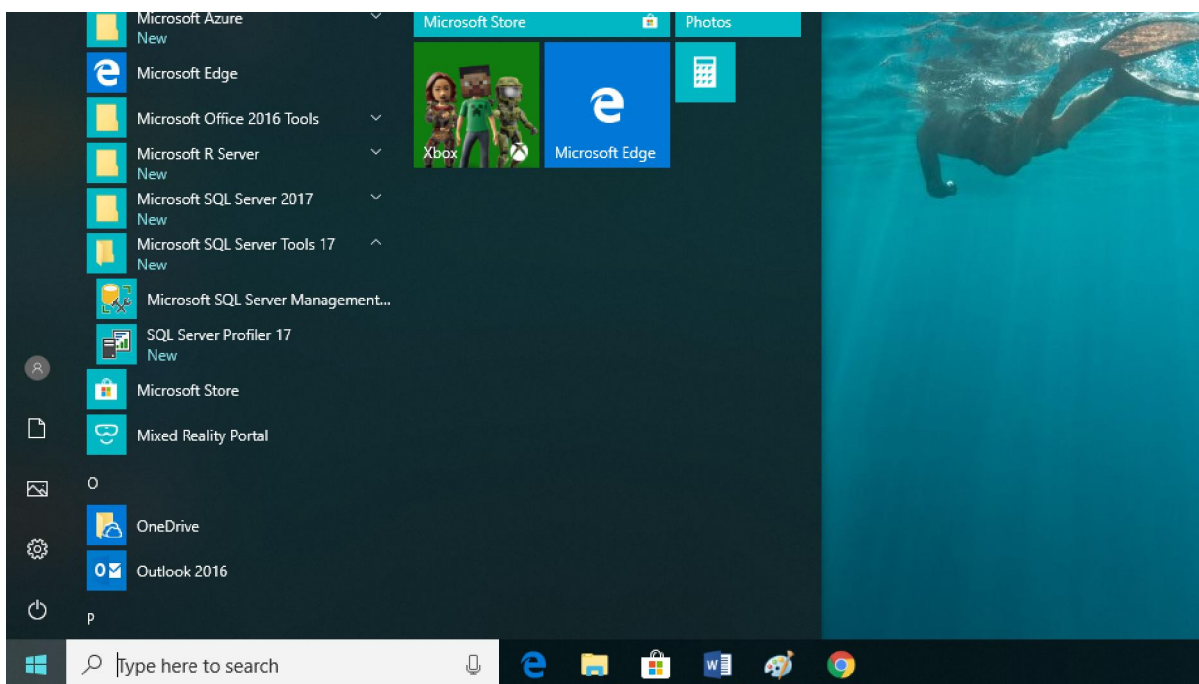 Microsoft Azure
New
Microsoft Edge
Microsoft Office 2016 Tools
Microsoft R Server
New
Microsoft SQL Server 2017
New
Microsoft SQL Server Tools 17
New
Microsoft SQL Server Management...
SQL Server Profiler 17
New
Microsoft Store
Mixed Reality Portal
O
OneDrive
Outlook 2016
P
Microsoft Store
Photos
Xbox
Microsoft Edge
Type here to search